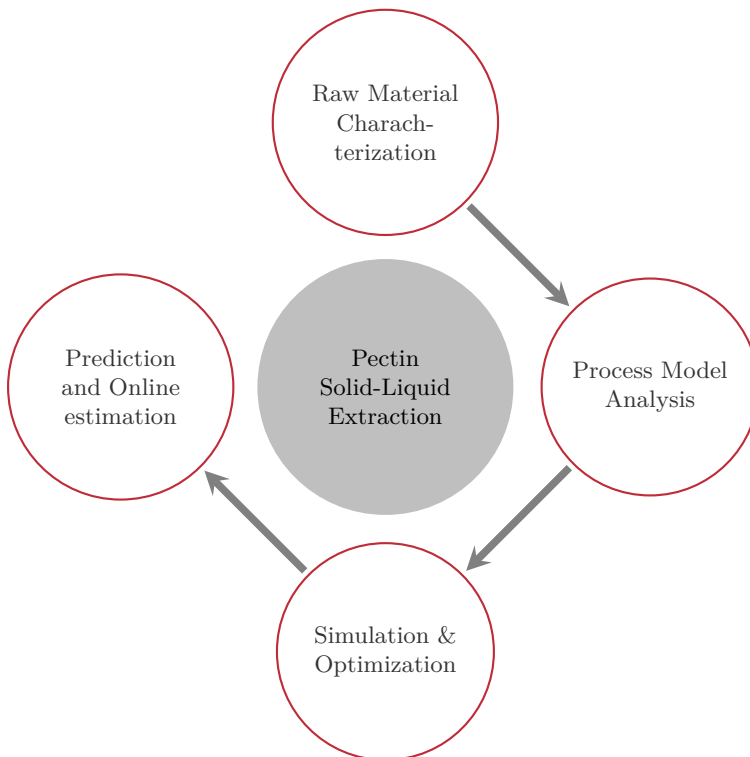 Raw Material
Charach-
terization
Prediction
and Online
estimation
Pectin
Solid-Liquid
Extraction
Process Model
Analysis
Simulation &
Optimization